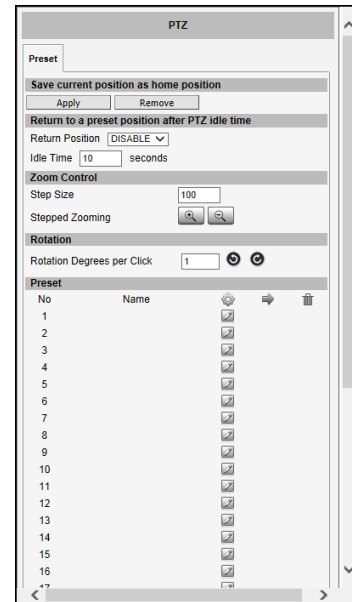 PTZ
Preset
Save current position as home position
Apply Remove
Return to a preset position after PTZ idle time
Return Position DISABLE
Idle Time 10 seconds
Zoom Control
Step Size 100
Stepped Zooming
Rotation
Rotation Degrees per Click 1
Preset
No Name
1
2
3
4
5
6
7
8
9
10
11
12
13
14
15
16
17